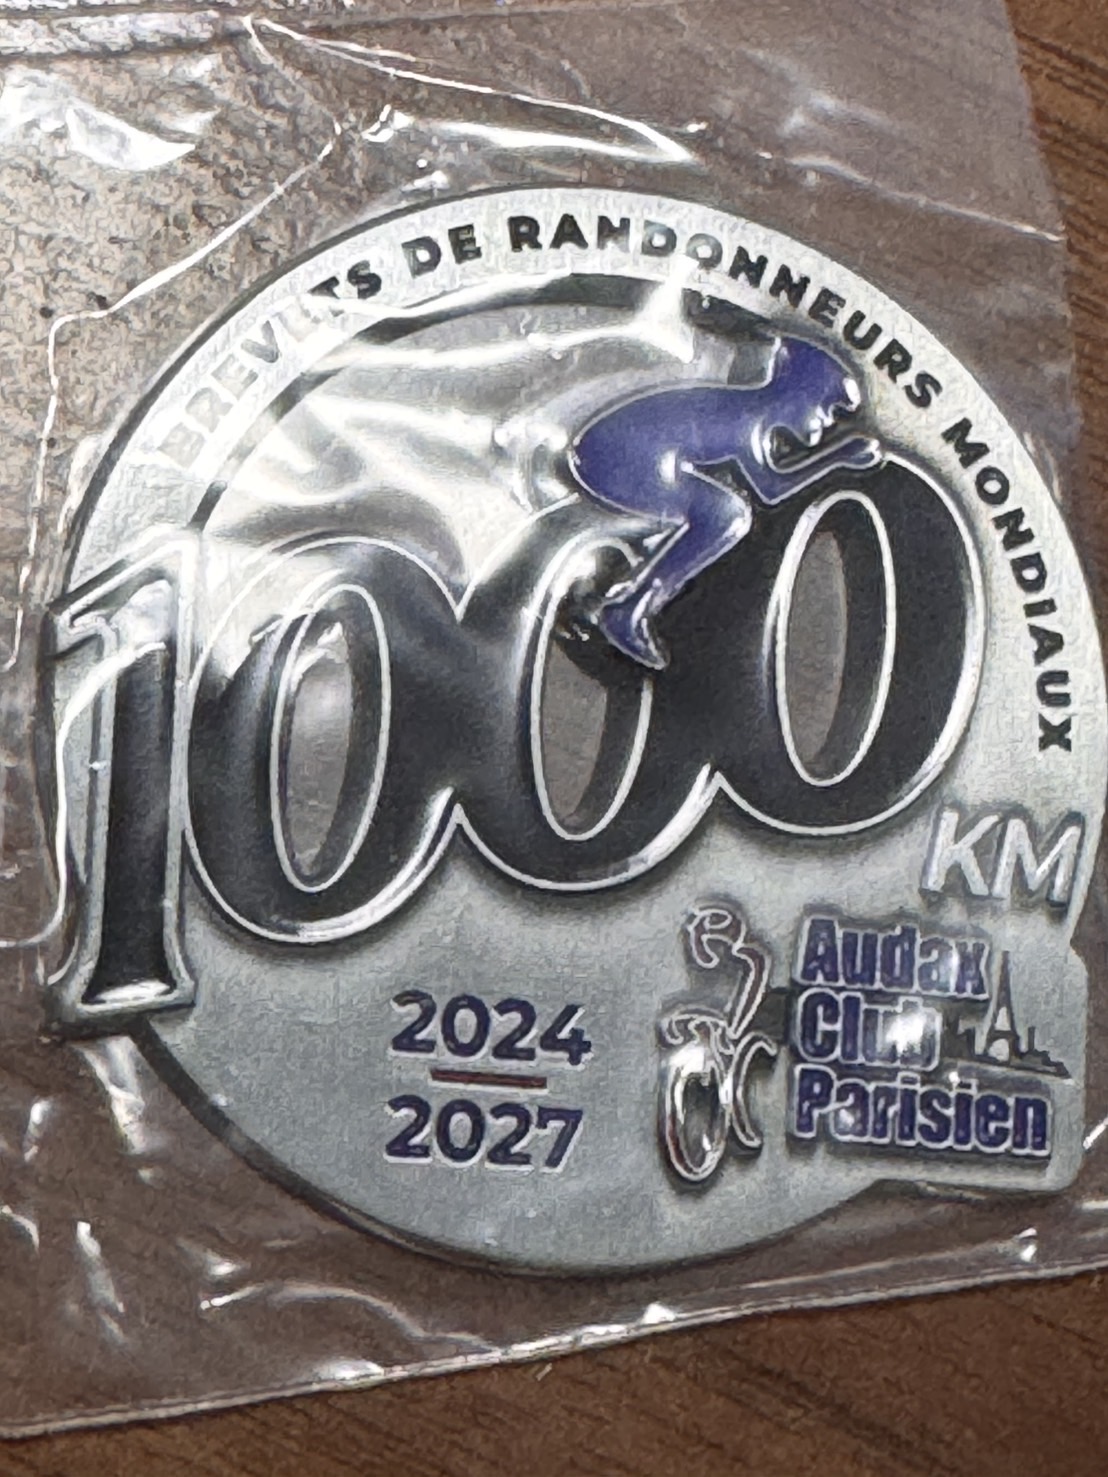 BREVETS DE RANDONNEURS MONDIAUX
1000
KM
2024
2027
Audax
Club
Parisien